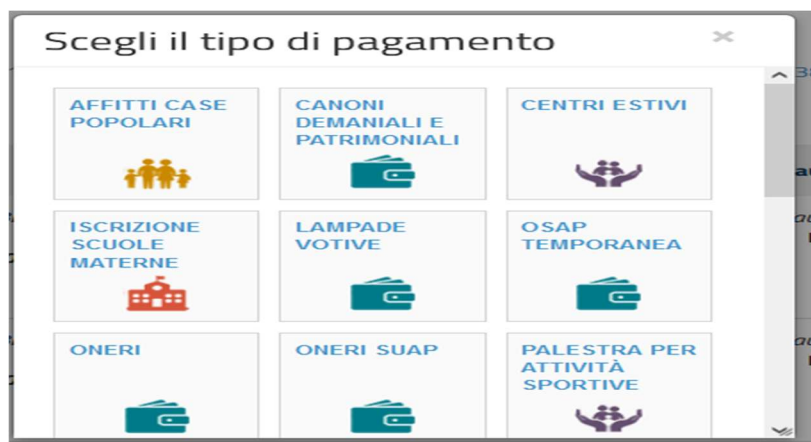 Scegli il tipo di pagamento
×
AFFITTI CASE
POPOLARI
CANONI
DEMANIALI E
PATRIMONIALI
CENTRI ESTIVI
ISCRIZIONE
SCUOLE
MATERNE
LAMPADE
VOTIVE
OSAP
TEMPORANEA
ONERI
ONERI SUAP
PALESTRA PER
ATTIVITÀ
SPORTIVE